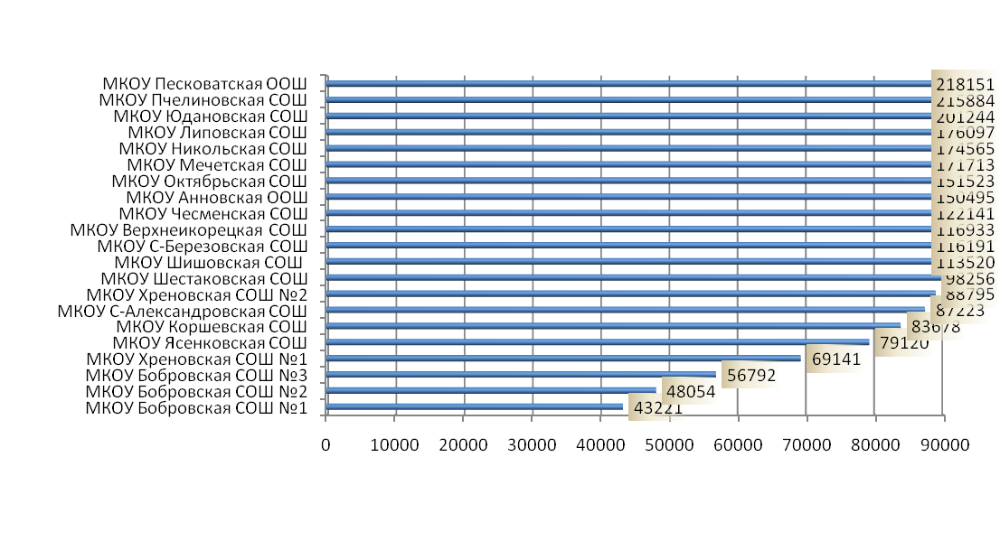 МКОУ Песковатская ООШ 218151
МКОУ Пчелиновская СОШ 215884
МКОУ Юдановская СОШ 201244
МКОУ Липовская СОШ 176097
МКОУ Никольская СОШ 174565
МКОУ Мечетская СОШ 171713
МКОУ Октябрьская СОШ 151523
МКОУ Анновская ООШ 150495
МКОУ Чесменская СОШ 122141
МКОУ Верхнеикорецкая СОШ 116933
МКОУ С-Березовская СОШ 116191
МКОУ Шишовская СОШ 113520
МКОУ Шестаковская СОШ 98256
МКОУ Хреновская СОШ №2 88795
МКОУ С-Александровская СОШ 87223
МКОУ Коршевская СОШ 83678
МКОУ Ясенковская СОШ 79120
МКОУ Хреновская СОШ №1 69141
МКОУ Бобровская СОШ №3 56792
МКОУ Бобровская СОШ №2 48054
МКОУ Бобровская СОШ №1 43221
0 10000 20000 30000 40000 50000 60000 70000 80000 90000